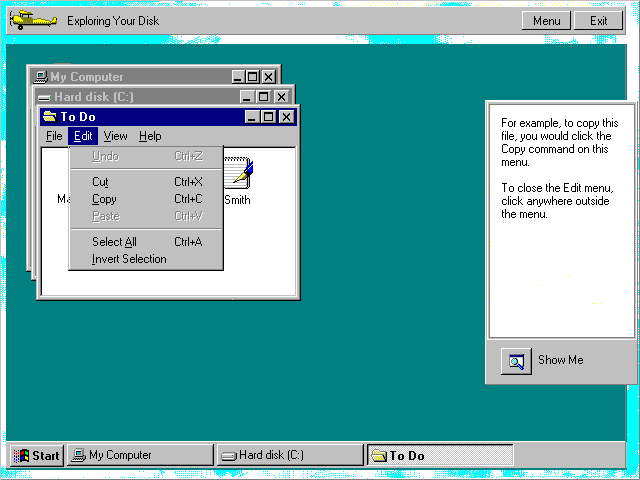 Exploring Your Disk
Menu
Exit
My Computer
Hard disk (C:)
To Do
File Edit View Help
Undo Ctrl+Z
Cut Ctrl+X
Copy Ctrl+C
Paste Ctrl+V
Select All Ctrl+A
Invert Selection
Ma
Smith
For example, to copy this
file, you would click the
Copy command on this
menu.
To close the Edit menu,
click anywhere outside
the menu.
Show Me
Start
My Computer
Hard disk (C:)
To Do